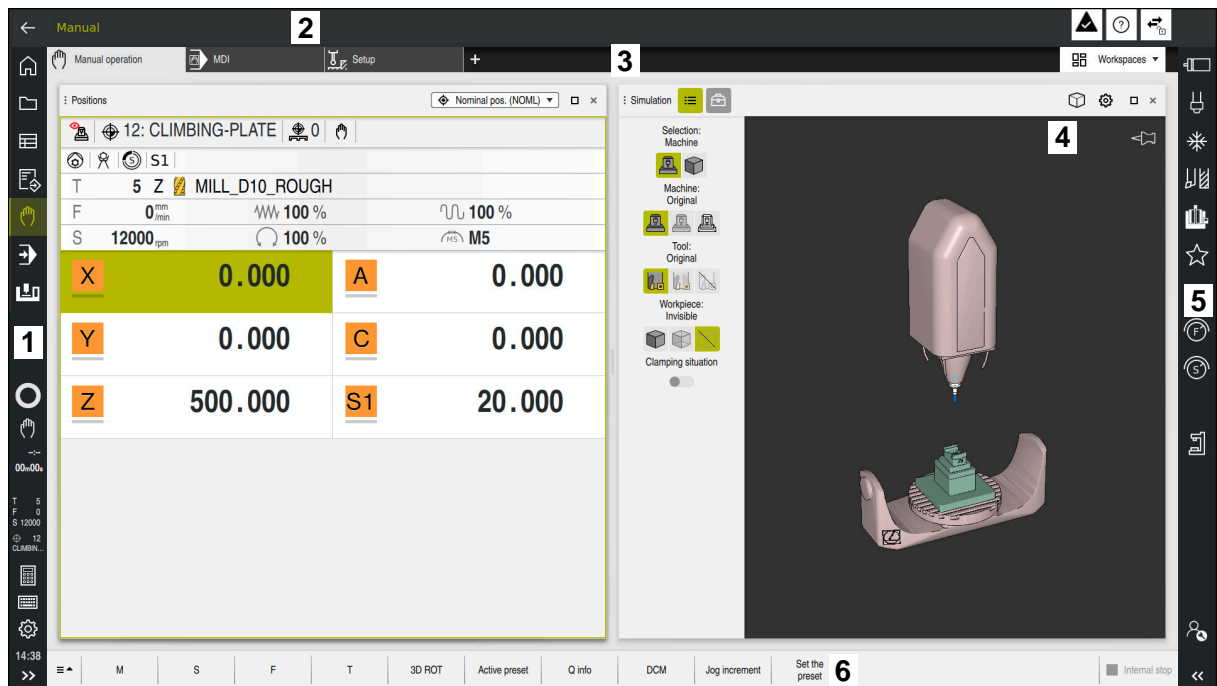 Manual
2
Manual operation
MDI
Setup
+
3
Workspaces
Positions
Nominal pos. (NOML)
12: CLIMBING-PLATE
0
S
S1
T 5 Z MILL_D10_ROUGH
F 0 mm/min 100 % 100 %
S 12000 rpm 100 % MS M5
X 0.000 A 0.000
Y 0.000 C 0.000
Z 500.000 S1 20.000
Simulation
4
Selection:
Machine
Machine:
Original
Tool:
Original
Workpiece:
Invisible
Clamping situation
1
--:--
00m00s
T 5
F 0
S 12000
12
CLIMBIN...
14:38
5
F
S
M
S
F
T
3D ROT
Active preset
Q info
DCM
Jog increment
Set the
preset
6
Internal stop